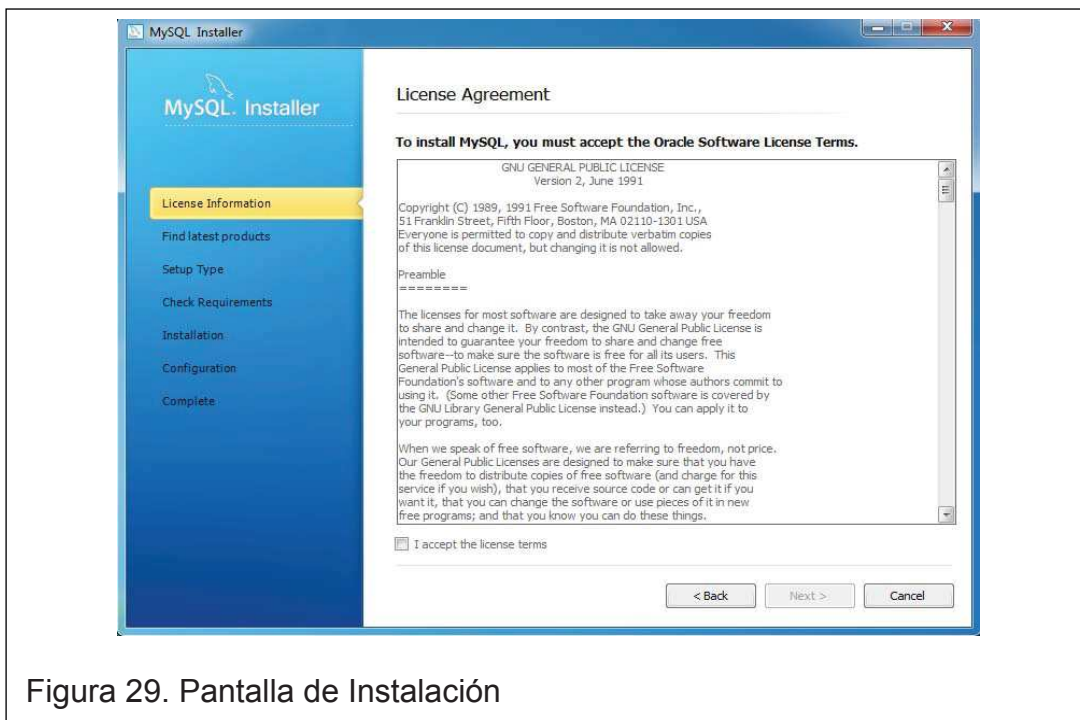 MySQL Installer
MySQL. Installer
License Information
Find latest products
Setup Type
Check Requirements
Installation
Configuration
Complete
License Agreement
To install MySQL, you must accept the Oracle Software License Terms.
GNU GENERAL PUBLIC LICENSE
Version 2, June 1991
Copyright (C) 1989, 1991 Free Software Foundation, Inc.,
51 Franklin Street, Fifth Floor, Boston, MA 02110-1301 USA
Everyone is permitted to copy and distribute verbatim copies
of this license document, but changing it is not allowed.
Preamble
========
The licenses for most software are designed to take away your freedom
to share and change it. By contrast, the GNU General Public License is
intended to guarantee your freedom to share and change free
software--to make sure the software is free for all its users. This
General Public License applies to most of the Free Software
Foundation's software and to any other program whose authors commit to
using it. (Some other Free Software Foundation software is covered by
the GNU Library General Public License instead.) You can apply it to
your programs, too.
When we speak of free software, we are referring to freedom, not price.
Our General Public Licenses are designed to make sure that you have
the freedom to distribute copies of free software (and charge for this
service if you wish), that you receive source code or can get it if you
want it, that you can change the software or use pieces of it in new
free programs; and that you know you can do these things.
I accept the license terms
< Back
Next >
Cancel
Figura 29. Pantalla de Instalación